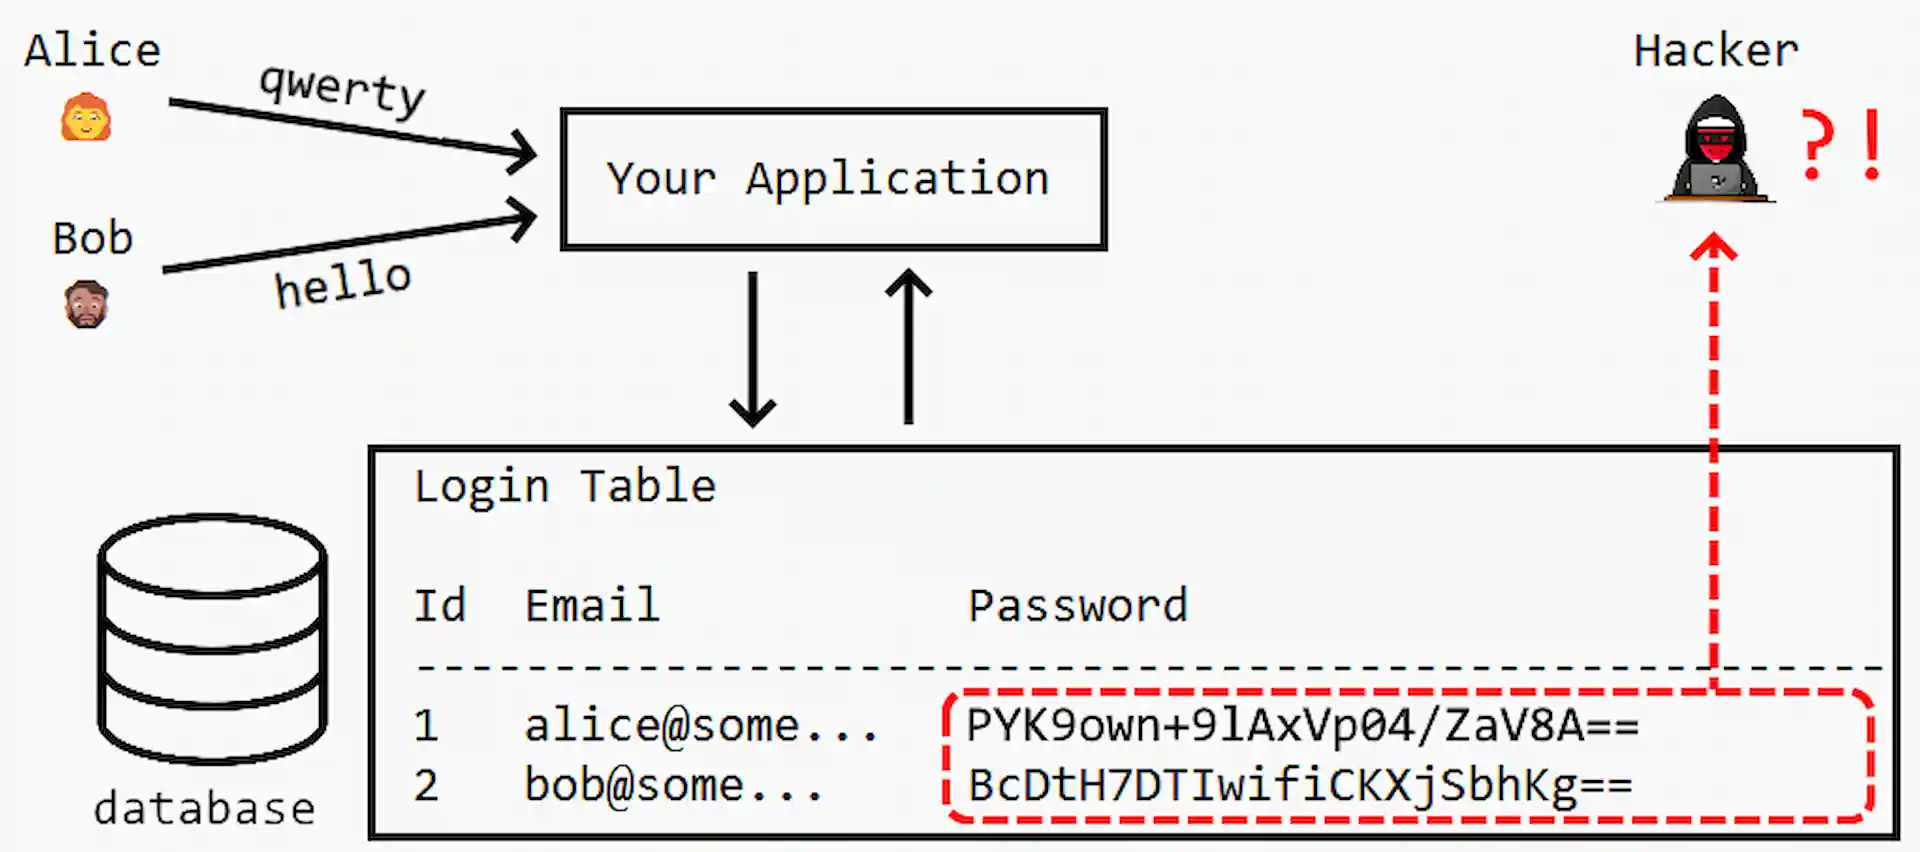 Alice
qwerty
Bob
hello
Your Application
Hacker
?!
Login Table
Id Email Password
--------------------------------------------------------
1 alice@some... PYK9own+9lAxVp04/ZaV8A==
2 bob@some... BcDtH7DTIwifiCKXjSbhKg==
database